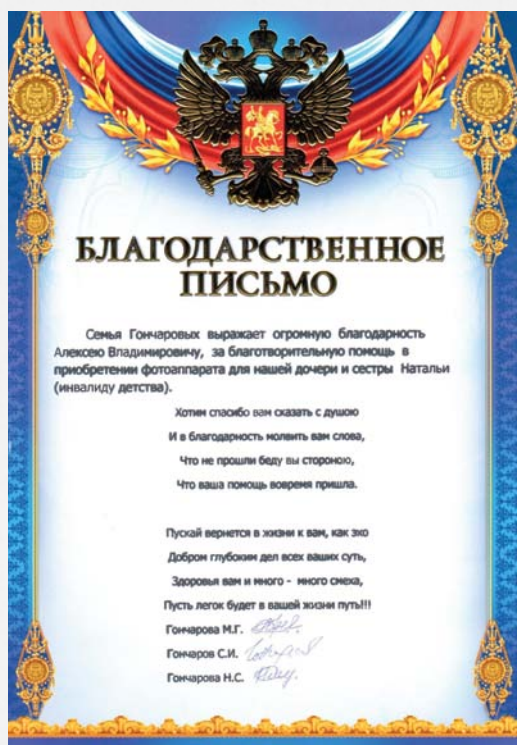 БЛАГОДАРСТВЕННОЕ
ПИСЬМО
Семья Гончаровых выражает огромную благодарность
Алексею Владимировичу, за благотворительную помощь в
приобретении фотоаппарата для нашей дочери и сестры Натальи
(инвалиду детства).
Хотим спасибо вам сказать с душою
И в благодарность молвить вам слова,
Что не прошли беду вы стороною,
Что ваша помощь вовремя пришла.
Пускай вернется в жизни к вам, как эхо
Добром глубоким дел всех ваших суть,
Здоровья вам и много - много смеха,
Пусть легок будет в вашей жизни путь!!!
Гончарова М.Г.
Гончаров С.И.
Гончарова Н.С.